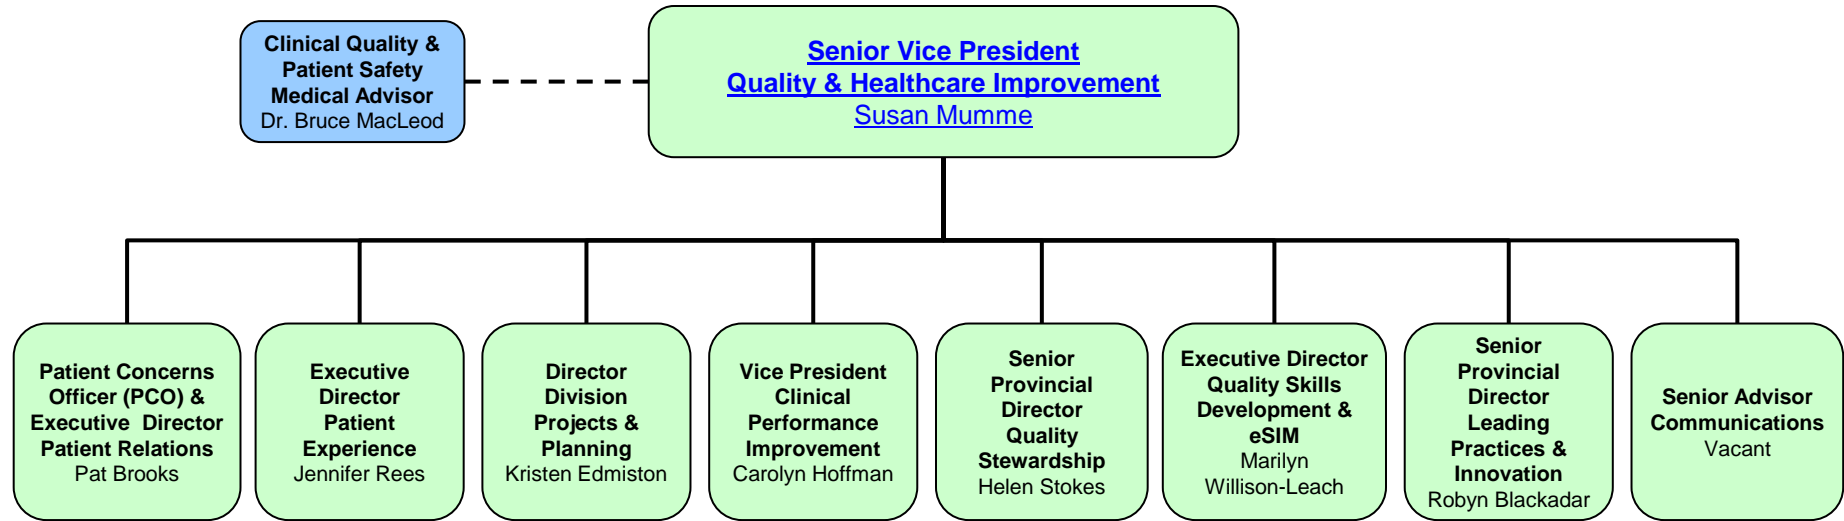 Clinical Quality &
Patient Safety
Medical Advisor
Dr. Bruce MacLeod
Senior Vice President
Quality & Healthcare Improvement
Susan Mumme
Patient Concerns
Officer (PCO) &
Executive Director
Patient Relations
Pat Brooks
Executive
Director
Patient
Experience
Jennifer Rees
Director
Division
Projects &
Planning
Kristen Edmiston
Vice President
Clinical
Performance
Improvement
Carolyn Hoffman
Senior
Provincial
Director
Quality
Stewardship
Helen Stokes
Executive Director
Quality Skills
Development &
eSIM
Marilyn
Willison-Leach
Senior
Provincial
Director
Leading
Practices &
Innovation
Robyn Blackadar
Senior Advisor
Communications
Vacant